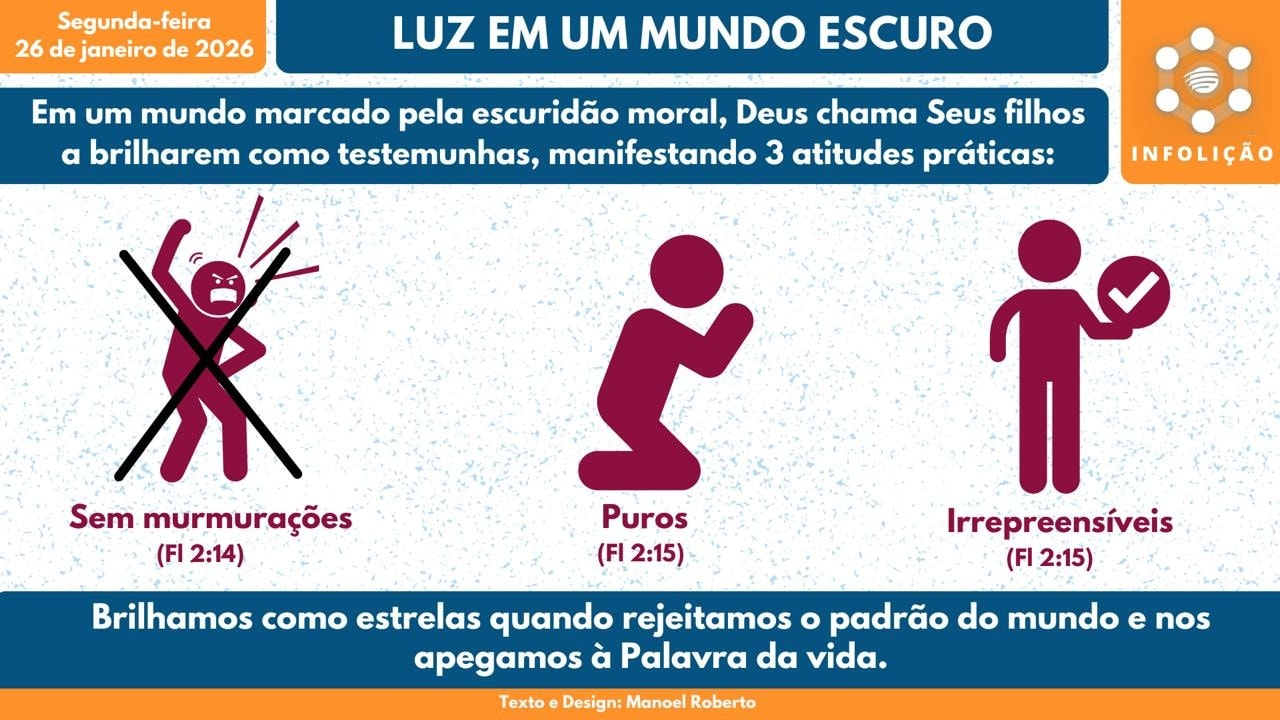 Segunda-feira
26 de janeiro de 2026
LUZ EM UM MUNDO ESCURO
INFOLIÇÃO
Em um mundo marcado pela escuridão moral, Deus chama Seus filhos
a brilharem como testemunhas, manifestando 3 atitudes práticas:
Sem murmurações
(Fl 2:14)
Puros
(Fl 2:15)
Irrepreensíveis
(Fl 2:15)
Brilhamos como estrelas quando rejeitamos o padrão do mundo e nos
apegamos à Palavra da vida.
Texto e Design: Manoel Roberto